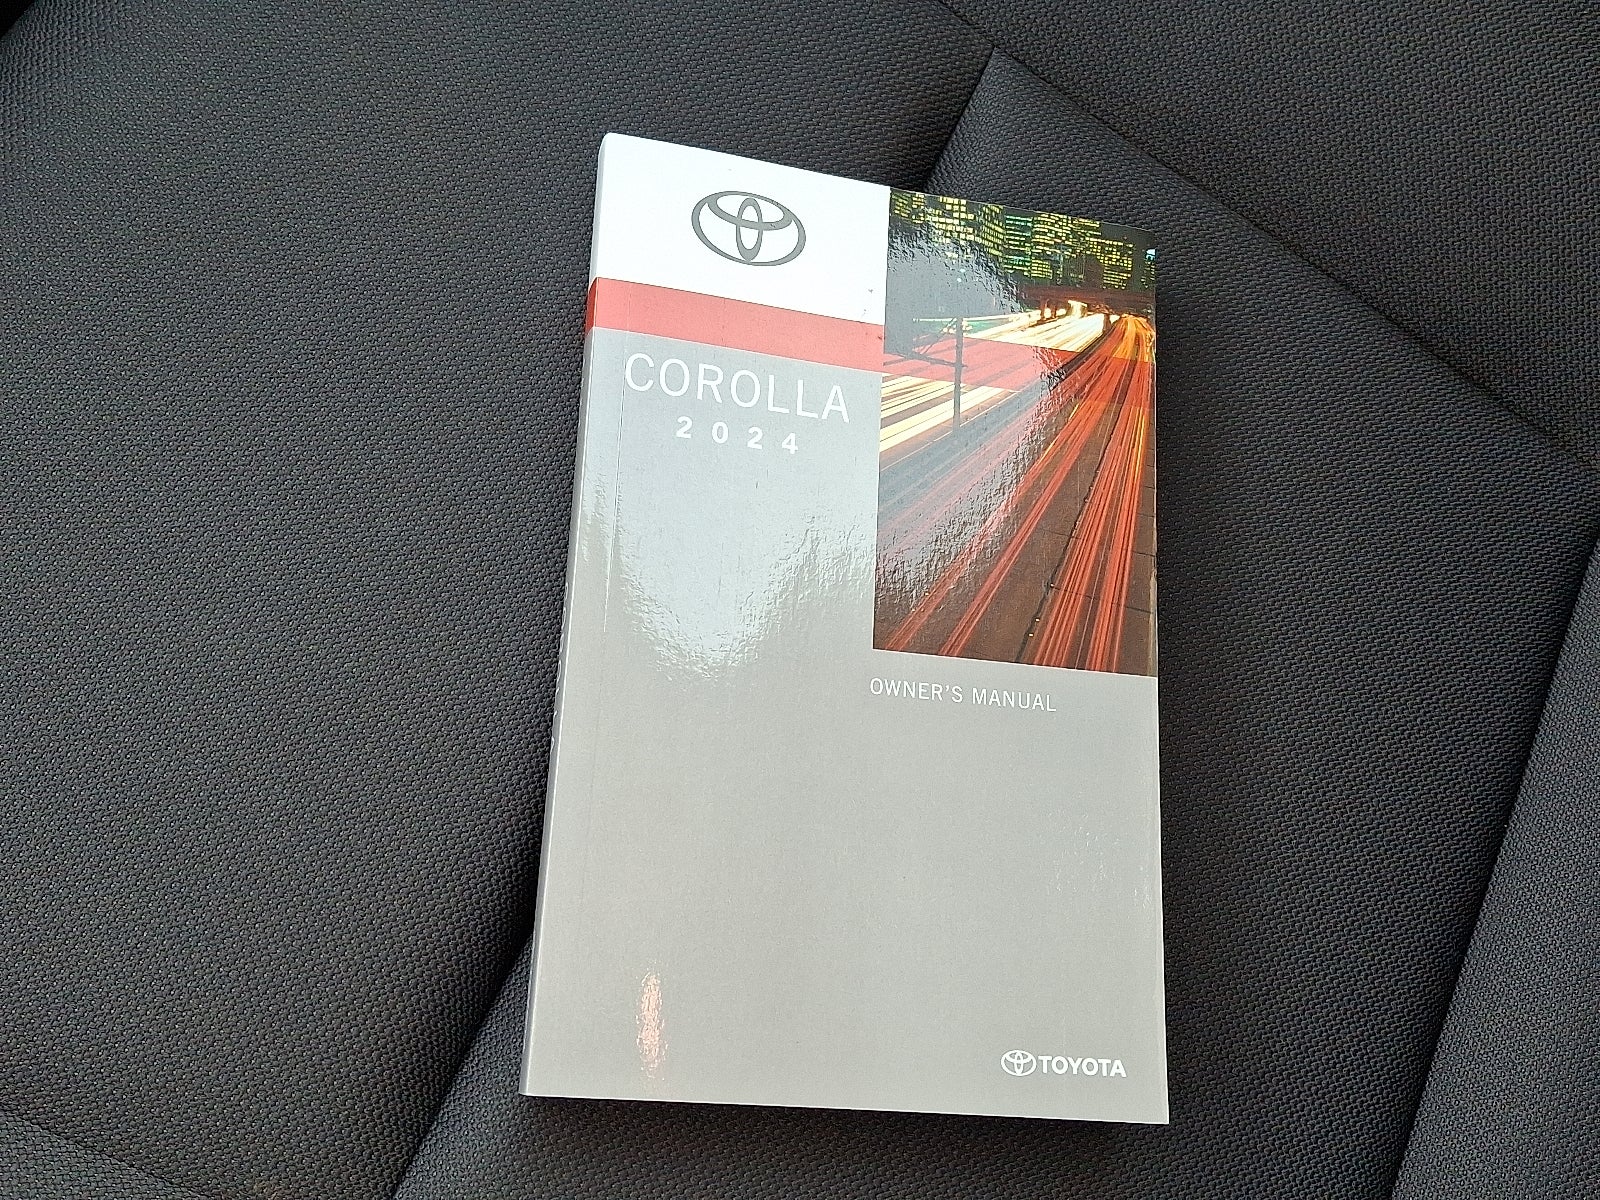 COROLLA
2024
OWNER'S MANUAL
TOYOTA